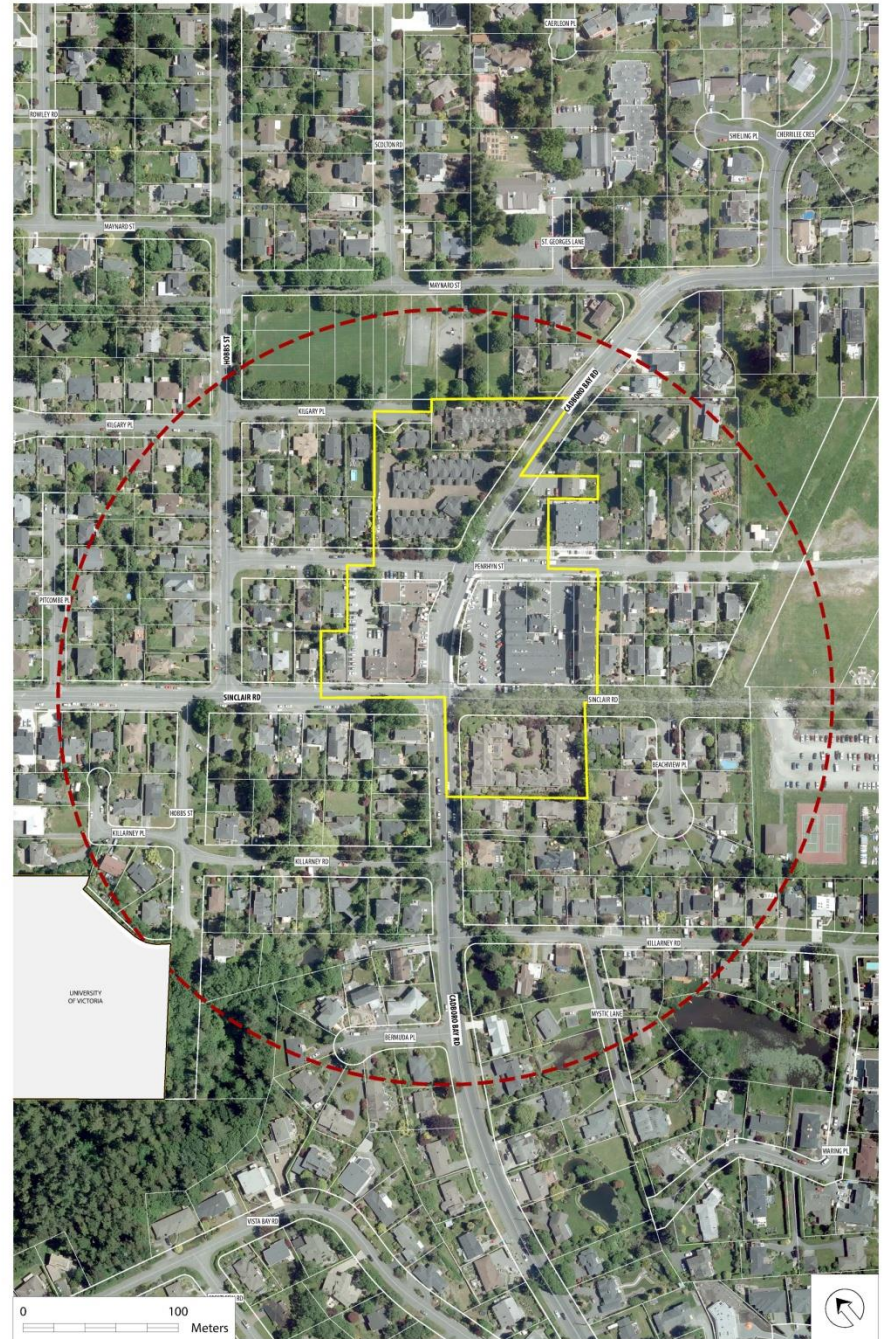 CAERLEON PL
ROWLEY RD
SCOLTON RD
SHIELING PL
CHERRILEE CRES
MAYNARD ST
ST. GEORGES LANE
MAYNARD ST
HOBBS ST
CADBORO BAY RD
KILGARY PL
KILGARY PL
PENRHYN ST
PITCOMBE PL
SINCLAIR RD
SINCLAIR RD
BEACHVIEW PL
HOBBS ST
KILLARNEY PL
KILLARNEY RD
KILLARNEY RD
UNIVERSITY
OF VICTORIA
CADBORO BAY RD
MYSTIC LANE
BERMUDA PL
WARING PL
VISTA BAY RD
0 100
Meters